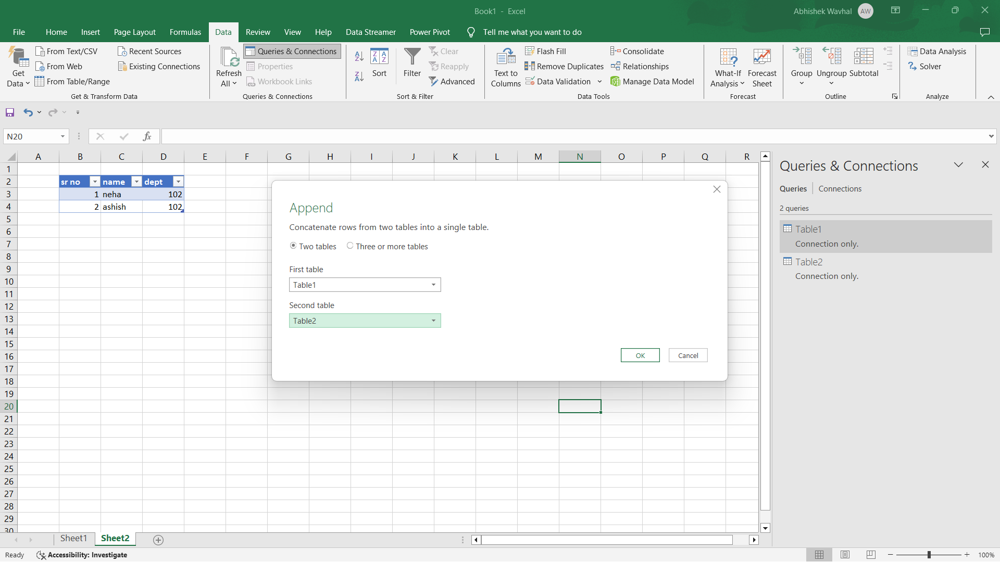 Book1 - Excel
Abhishek Wavhal AW
File Home Insert Page Layout Formulas Data Review View Help Data Streamer Power Pivot Tell me what you want to do
Get Data
From Text/CSV
From Web
From Table/Range
Recent Sources
Existing Connections
Get & Transform Data
Refresh All
Queries & Connections
Properties
Workbook Links
Queries & Connections
Sort
Filter
Clear
Reapply
Advanced
Sort & Filter
Text to Columns
Flash Fill
Remove Duplicates
Data Validation
Consolidate
Relationships
Manage Data Model
Data Tools
What-If Analysis
Forecast Sheet
Forecast
Group
Ungroup
Subtotal
Outline
Data Analysis
Solver
Analyze
N20
fx
A B C D E F G H I J K L M N O P Q R
1
2 sr no name dept
3 1 neha 102
4 2 ashish 102
5
6
7
8
9
10
11
12
13
14
15
16
17
18
19
20
21
22
23
24
25
26
27
28
29
30
Append
Concatenate rows from two tables into a single table.
Two tables Three or more tables
First table
Table1
Second table
Table2
OK Cancel
Queries & Connections
Queries Connections
2 queries
Table1
Connection only.
Table2
Connection only.
Sheet1 Sheet2
Ready Accessibility: Investigate 100%